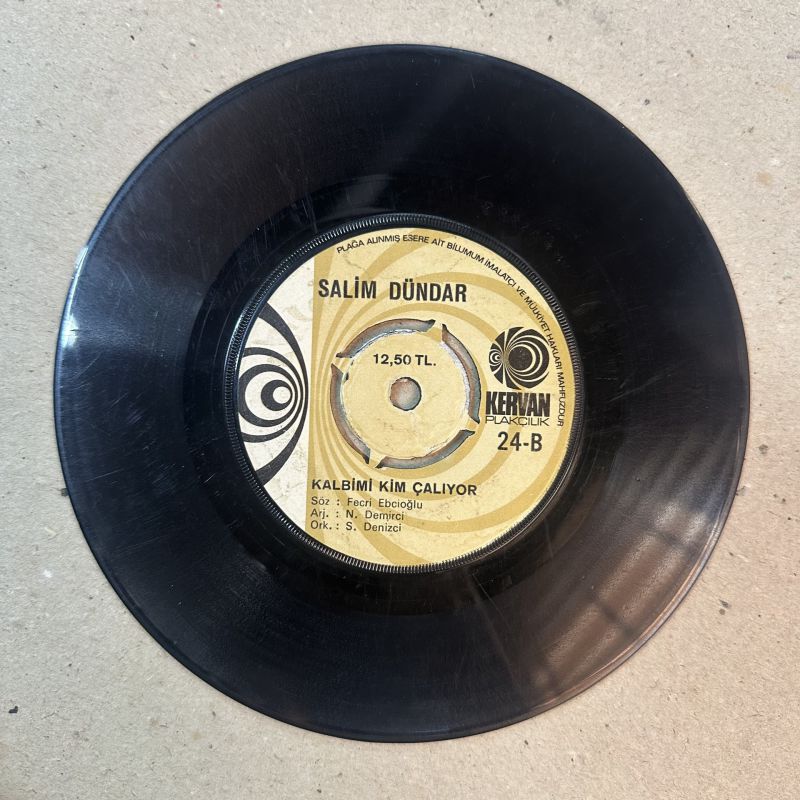 PLAĞA ALINMIŞ ESERE AİT BİLUMUM İMALATÇI VE MÜLKİYET HAKLARI MAHFUZDUR
SALİM DÜNDAR
12,50 TL.
KERVAN
PLAKÇILIK
24-B
KALBİMİ KİM ÇALIYOR
Söz : Fecri Ebcioğlu
Arj. : N. Demirci
Ork. : S. Denizci